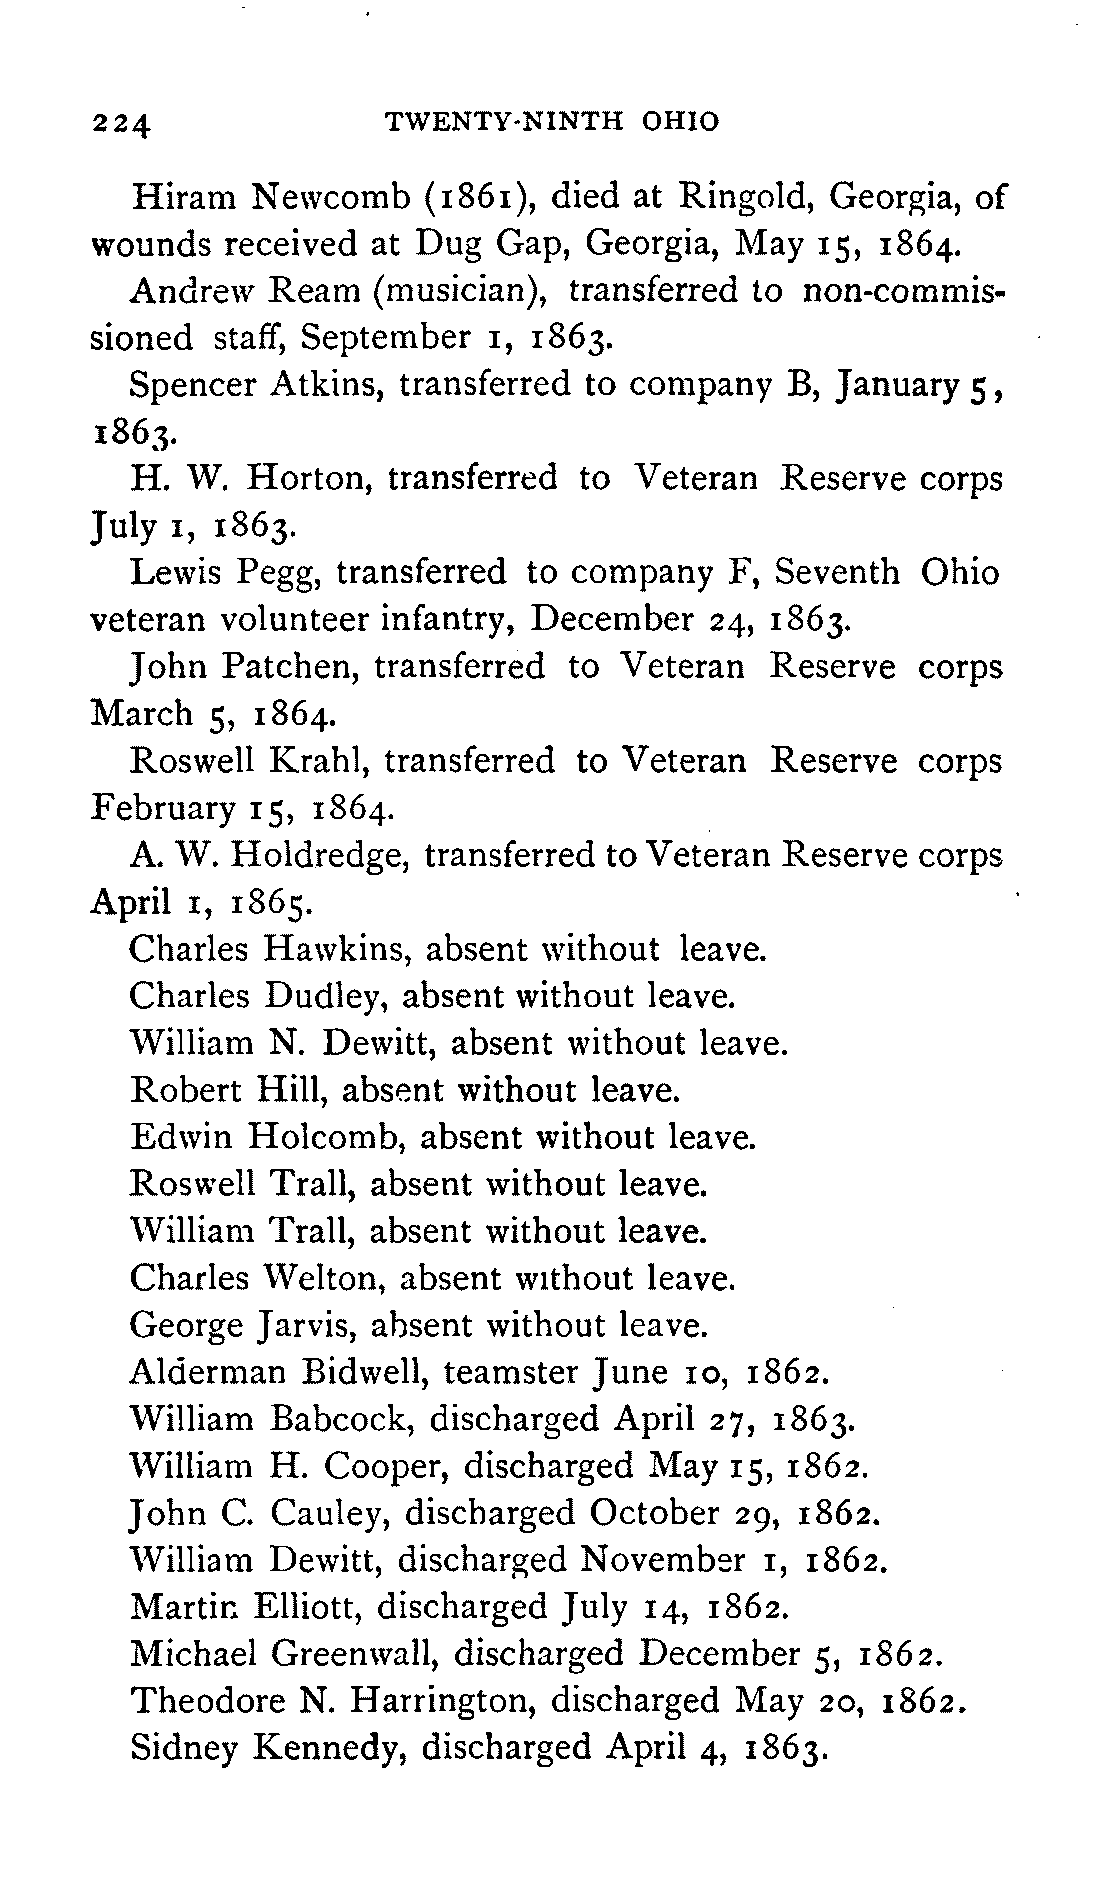 224 TWENTY-NINTH OHIO
Hiram Newcomb (1861), died at Ringold, Georgia, of
wounds received at Dug Gap, Georgia, May 15, 1864.
Andrew Ream (musician), transferred to non-commis-
sioned staff, September 1, 1863.
Spencer Atkins, transferred to company B, January 5,
1863.
H. W. Horton, transferred to Veteran Reserve corps
July 1, 1863.
Lewis Pegg, transferred to company F, Seventh Ohio
veteran volunteer infantry, December 24, 1863.
John Patchen, transferred to Veteran Reserve corps
March 5, 1864.
Roswell Krahl, transferred to Veteran Reserve corps
February 15, 1864.
A. W. Holdredge, transferred to Veteran Reserve corps
April 1, 1865.
Charles Hawkins, absent without leave.
Charles Dudley, absent without leave.
William N. Dewitt, absent without leave.
Robert Hill, absent without leave.
Edwin Holcomb, absent without leave.
Roswell Trall, absent without leave.
William Trall, absent without leave.
Charles Welton, absent without leave.
George Jarvis, absent without leave.
Alderman Bidwell, teamster June 10, 1862.
William Babcock, discharged April 27, 1863.
William H. Cooper, discharged May 15, 1862.
John C. Cauley, discharged October 29, 1862.
William Dewitt, discharged November 1, 1862.
Martin Elliott, discharged July 14, 1862.
Michael Greenwall, discharged December 5, 1862.
Theodore N. Harrington, discharged May 20, 1862.
Sidney Kennedy, discharged April 4, 1863.